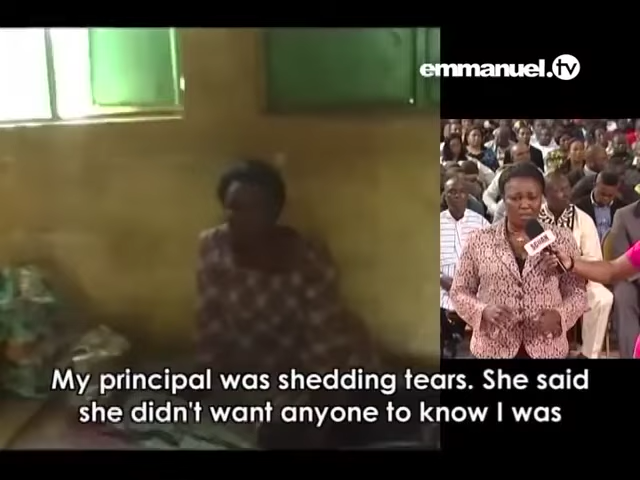 emmanuel.tv
My principal was shedding tears. She said
she didn't want anyone to know I was